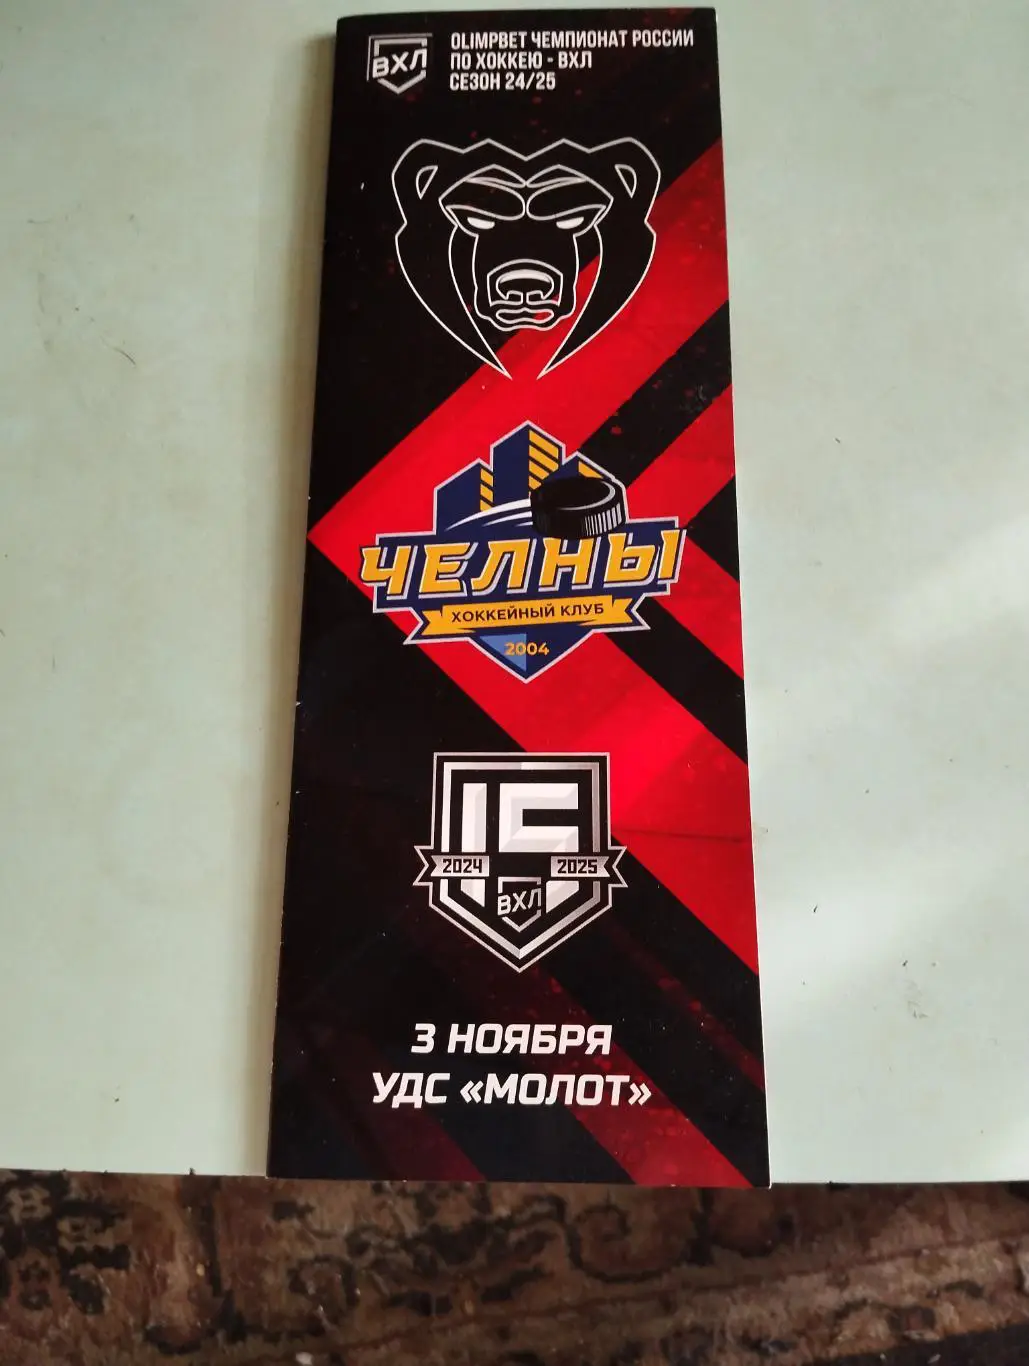 ВХЛ
OLIMPBET ЧЕМПИОНАТ РОССИИ
ПО ХОККЕЮ - ВХЛ
СЕЗОН 24/25
ЧЕЛНЫ
ХОККЕЙНЫЙ КЛУБ
2004
15
2024 2025
ВХЛ
3 НОЯБРЯ
УДС «МОЛОТ»